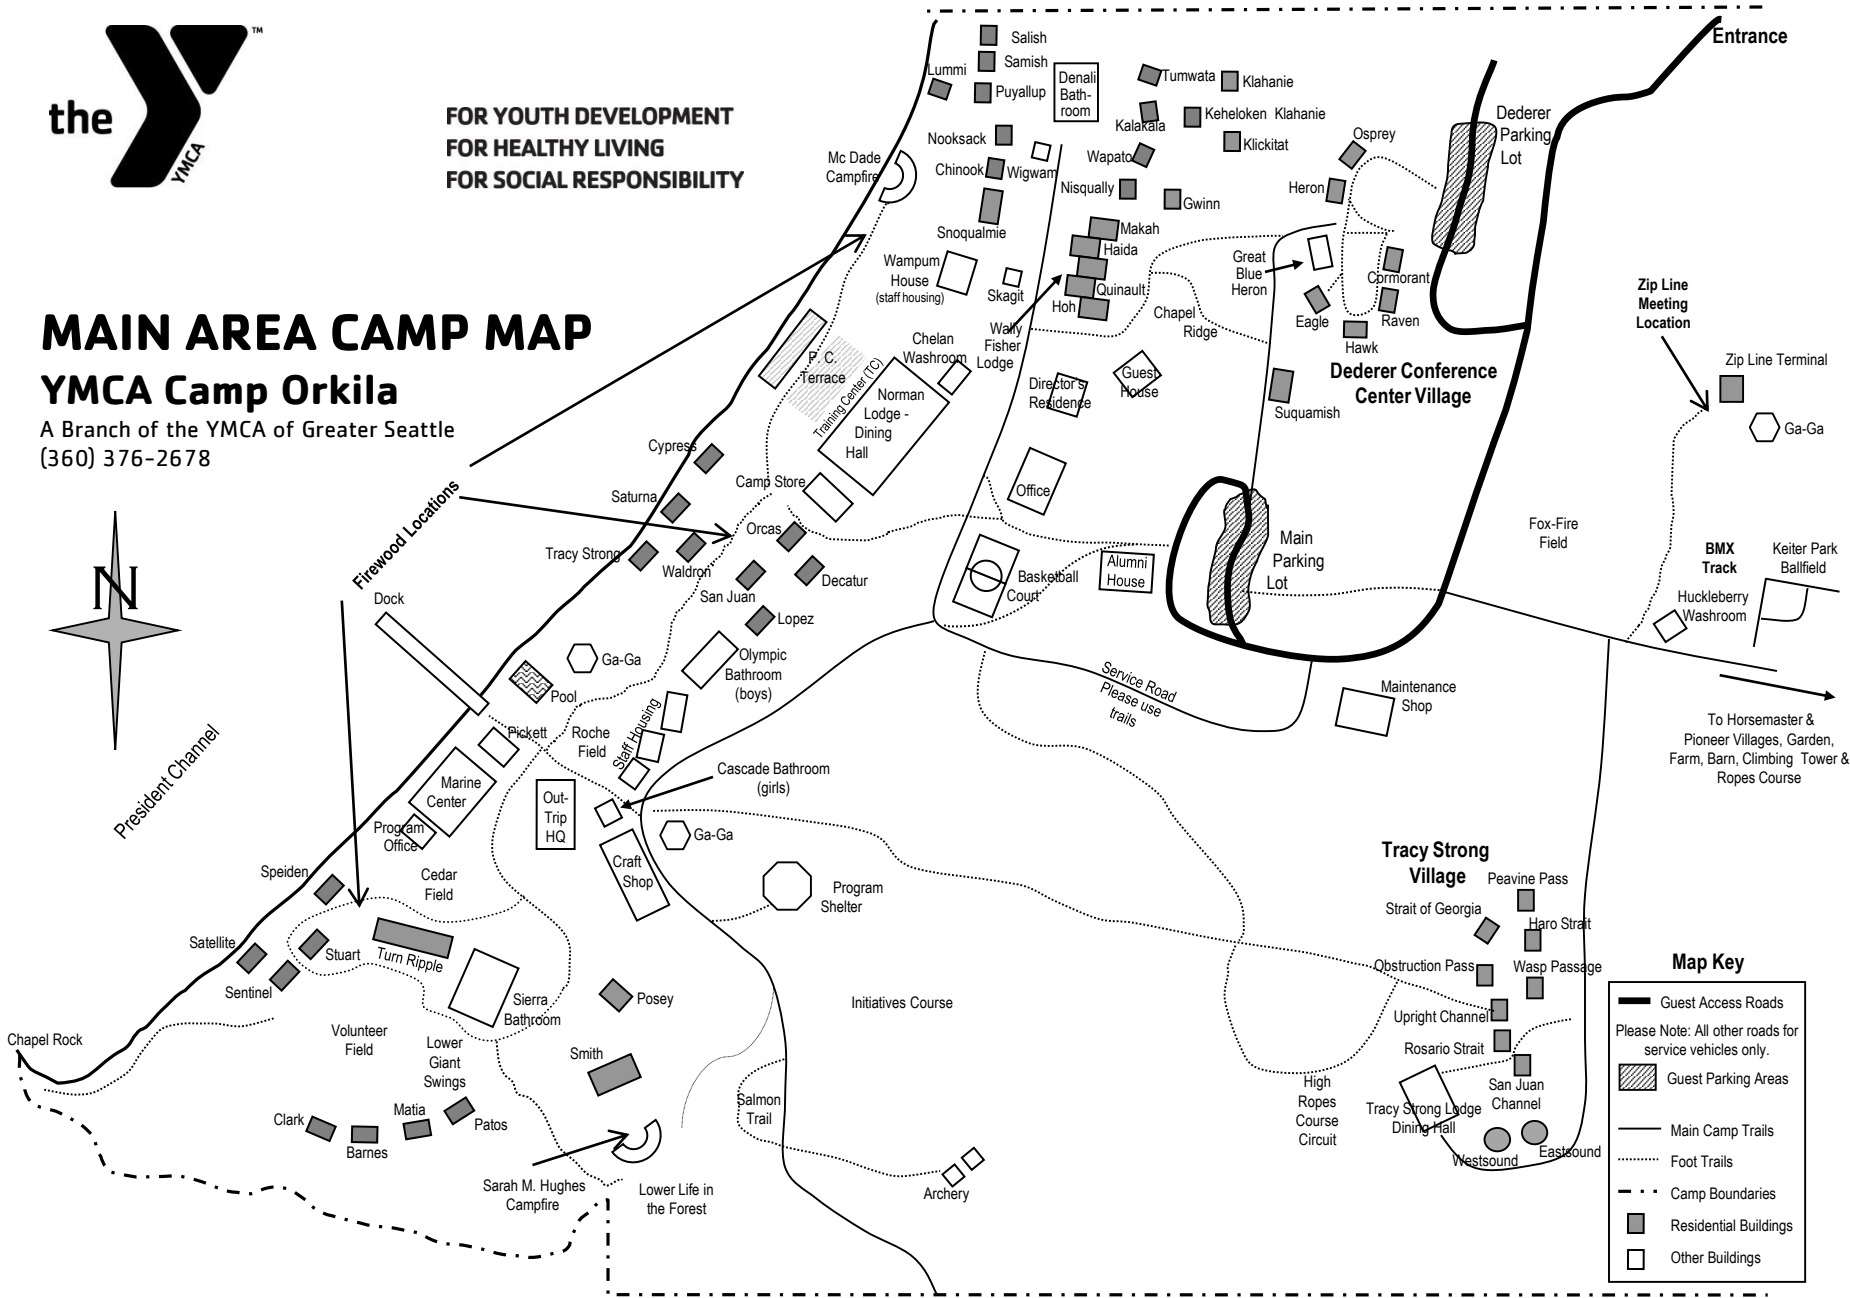 the
YMCA
™
FOR YOUTH DEVELOPMENT
FOR HEALTHY LIVING
FOR SOCIAL RESPONSIBILITY
MAIN AREA CAMP MAP
YMCA Camp Orkila
A Branch of the YMCA of Greater Seattle
(360) 376-2678
N
President Channel
Firewood Locations
Entrance
Salish
Samish
Lummi
Puyallup
Denali
Bath-
room
Tumwata
Klahanie
Kalakala
Keheloken Klahanie
Nooksack
Klickitat
Wapato
Mc Dade
Campfire
Chinook
Wigwam
Nisqually
Gwinn
Snoqualmie
Makah
Haida
Quinault
Hoh
Wampum
House
(staff housing)
Skagit
Wally
Fisher
Lodge
Chapel
Ridge
Osprey
Heron
Great
Blue
Heron
Cormorant
Eagle
Raven
Hawk
Dederer Conference
Center Village
Dederer
Parking
Lot
Zip Line
Meeting
Location
Zip Line Terminal
Ga-Ga
P. C.
Terrace
Training Center (TC)
Chelan
Washroom
Norman
Lodge -
Dining
Hall
Director's
Residence
Guest
House
Suquamish
Cypress
Camp Store
Office
Saturna
Orcas
Tracy Strong
Waldron
San Juan
Decatur
Lopez
Basketball
Court
Alumni
House
Main
Parking
Lot
Fox-Fire
Field
BMX
Track
Keiter Park
Ballfield
Huckleberry
Washroom
Dock
Ga-Ga
Pool
Olympic
Bathroom
(boys)
Service Road
Please use
trails
Maintenance
Shop
To Horsemaster &
Pioneer Villages, Garden,
Farm, Barn, Climbing Tower &
Ropes Course
Pickett
Roche
Field
Staff Housing
Marine
Center
Cascade Bathroom
(girls)
Out-
Trip
HQ
Program
Office
Ga-Ga
Craft
Shop
Program
Shelter
Speiden
Cedar
Field
Satellite
Stuart
Turn Ripple
Sentinel
Sierra
Bathroom
Posey
Initiatives Course
Chapel Rock
Volunteer
Field
Lower
Giant
Swings
Smith
Clark
Barnes
Matia
Patos
Salmon
Trail
Sarah M. Hughes
Campfire
Lower Life in
the Forest
Archery
Tracy Strong
Village
Peavine Pass
Strait of Georgia
Haro Strait
Obstruction Pass
Wasp Passage
Upright Channel
Rosario Strait
San Juan
Channel
High
Ropes
Course
Circuit
Tracy Strong Lodge
Dining Hall
Westsound
Eastsound
Map Key
Guest Access Roads
Please Note: All other roads for
service vehicles only.
Guest Parking Areas
Main Camp Trails
Foot Trails
Camp Boundaries
Residential Buildings
Other Buildings